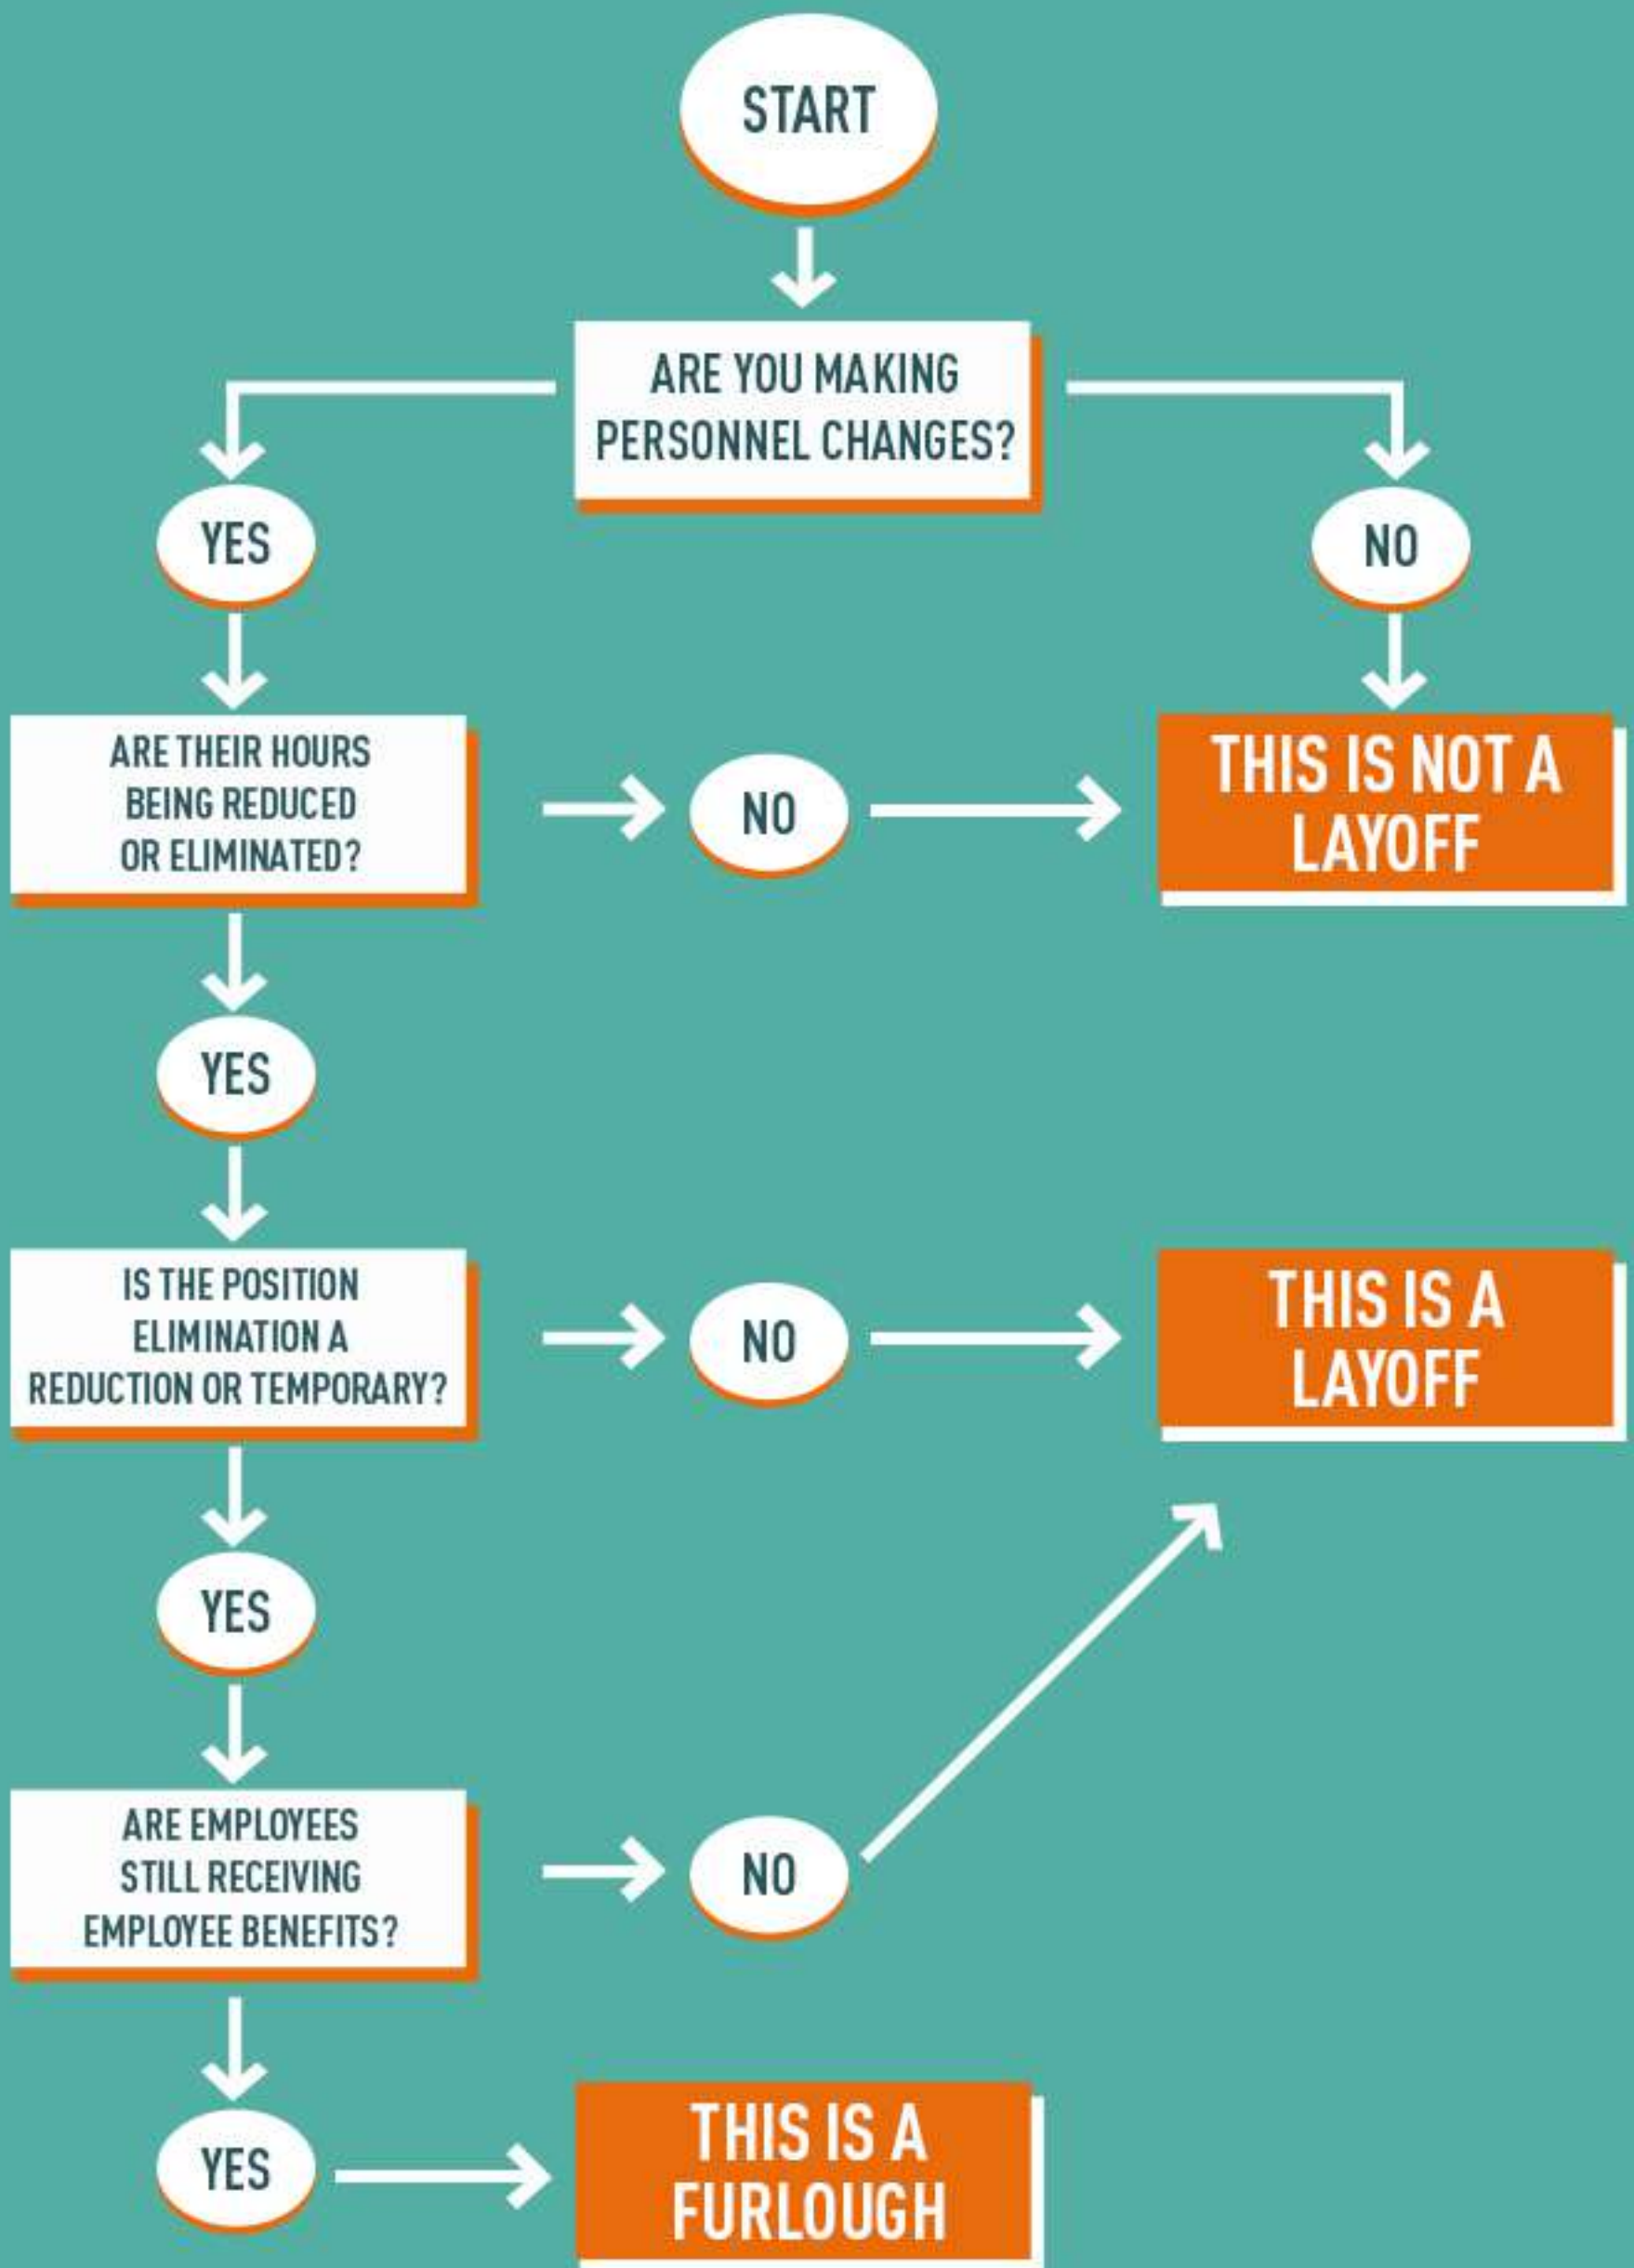 START
ARE YOU MAKING
PERSONNEL CHANGES?
YES
NO
ARE THEIR HOURS
BEING REDUCED
OR ELIMINATED?
NO
THIS IS NOT A
LAYOFF
YES
IS THE POSITION
ELIMINATION A
REDUCTION OR TEMPORARY?
NO
THIS IS A
LAYOFF
YES
ARE EMPLOYEES
STILL RECEIVING
EMPLOYEE BENEFITS?
NO
YES
THIS IS A
FURLOUGH